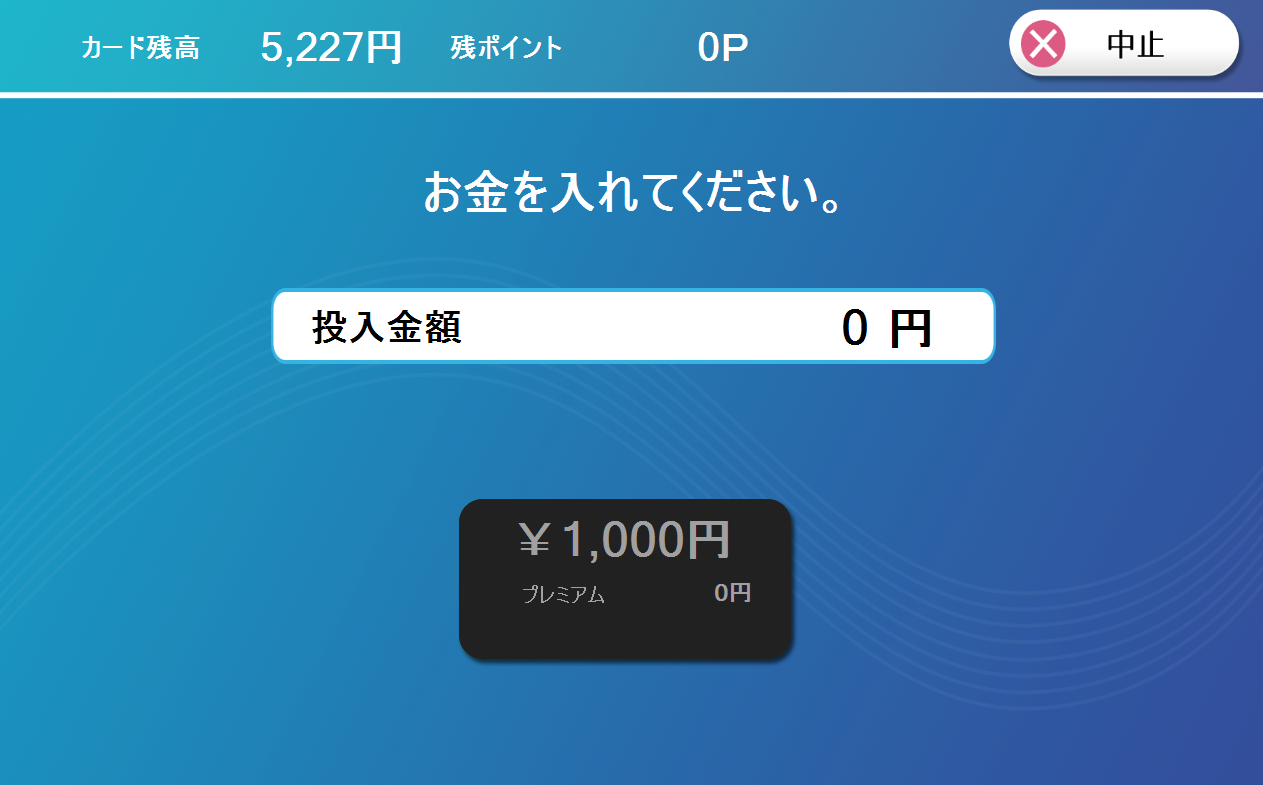 カード残高 5,227円 残ポイント 0P 中止
お金を入れてください。
投入金額 0 円
￥1,000円
プレミアム 0円